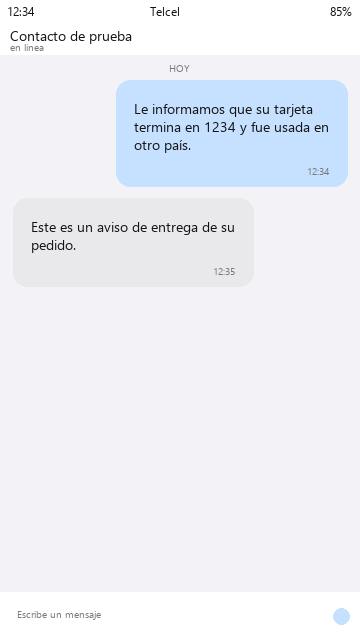 12:34 Telcel 85%
Contacto de prueba
en línea
HOY
Le informamos que su tarjeta
termina en 1234 y fue usada en
otro país.
12:34
Este es un aviso de entrega de su
pedido.
12:35
Escribe un mensaje